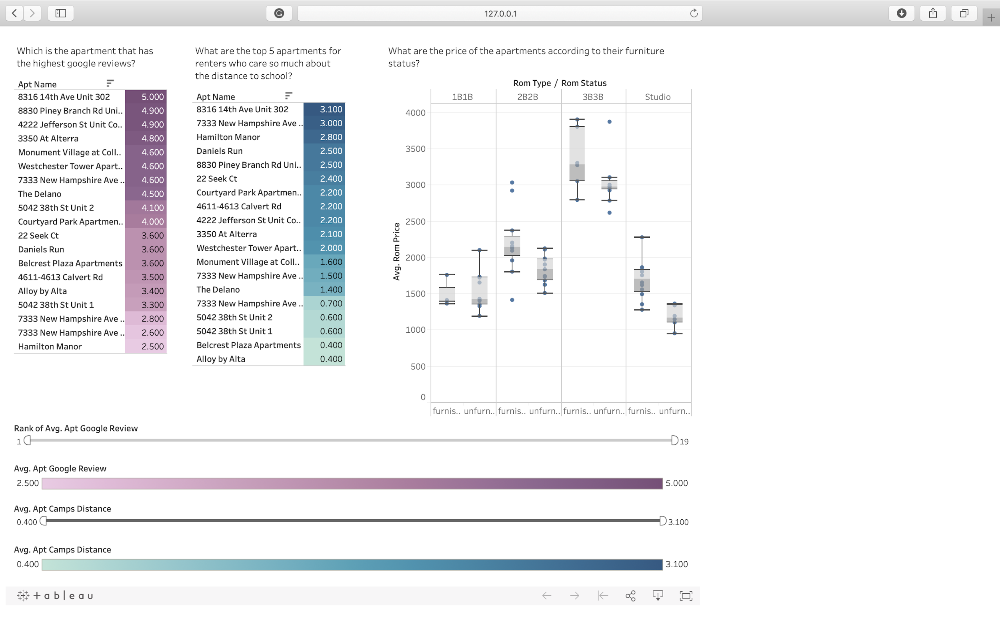 127.0.0.1
Which is the apartment that has
the highest google reviews?
Apt Name
8316 14th Ave Unit 302 5.000
8830 Piney Branch Rd Uni.. 4.900
4222 Jefferson St Unit Co.. 4.900
3350 At Alterra 4.800
Monument Village at Coll.. 4.600
Westchester Tower Apart.. 4.600
7333 New Hampshire Ave .. 4.600
The Delano 4.500
5042 38th St Unit 2 4.100
Courtyard Park Apartmen.. 4.000
22 Seek Ct 3.600
Daniels Run 3.600
Belcrest Plaza Apartments 3.600
4611-4613 Calvert Rd 3.500
Alloy by Alta 3.400
5042 38th St Unit 1 3.300
7333 New Hampshire Ave .. 2.800
7333 New Hampshire Ave .. 2.600
Hamilton Manor 2.500
What are the top 5 apartments for
renters who care so much about
the distance to school?
Apt Name
8316 14th Ave Unit 302 3.100
7333 New Hampshire Ave .. 3.000
Hamilton Manor 2.800
Daniels Run 2.500
8830 Piney Branch Rd Uni.. 2.500
22 Seek Ct 2.400
Courtyard Park Apartmen.. 2.200
4611-4613 Calvert Rd 2.200
4222 Jefferson St Unit Co.. 2.200
3350 At Alterra 2.100
Westchester Tower Apart.. 2.000
Monument Village at Coll.. 1.600
7333 New Hampshire Ave .. 1.500
The Delano 1.400
7333 New Hampshire Ave .. 0.700
5042 38th St Unit 2 0.600
5042 38th St Unit 1 0.600
Belcrest Plaza Apartments 0.400
Alloy by Alta 0.400
What are the price of the apartments according to their furniture
status?
Rom Type / Rom Status
1B1B 2B2B 3B3B Studio
4000
3500
3000
2500
2000
1500
1000
500
0
Avg. Rom Price
furnis.. unfurn.. furnis.. unfurn.. furnis.. unfurn.. furnis.. unfurn..
Rank of Avg. Apt Google Review
1 19
Avg. Apt Google Review
2.500 5.000
Avg. Apt Camps Distance
0.400 3.100
Avg. Apt Camps Distance
0.400 3.100
+ a b | e a u